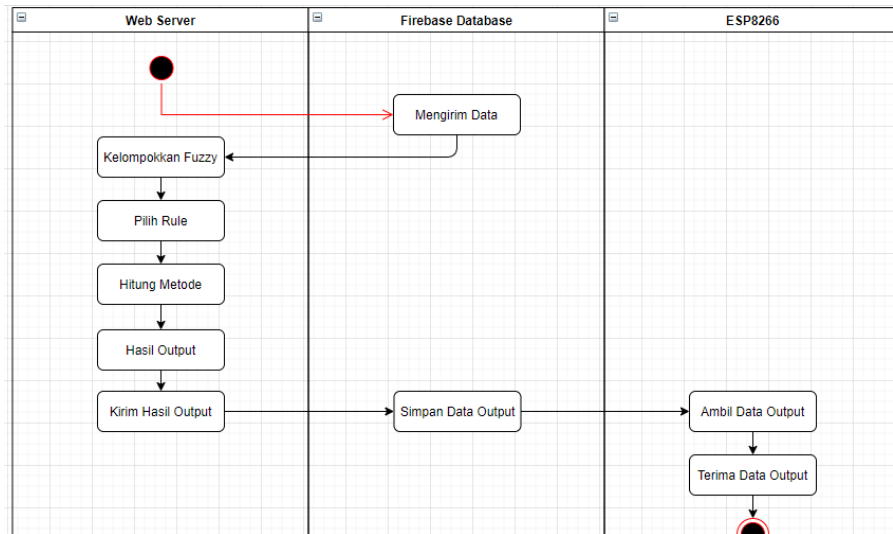 Web Server
Firebase Database
ESP8266
Mengirim Data
Kelompokkan Fuzzy
Pilih Rule
Hitung Metode
Hasil Output
Kirim Hasil Output
Simpan Data Output
Ambil Data Output
Terima Data Output